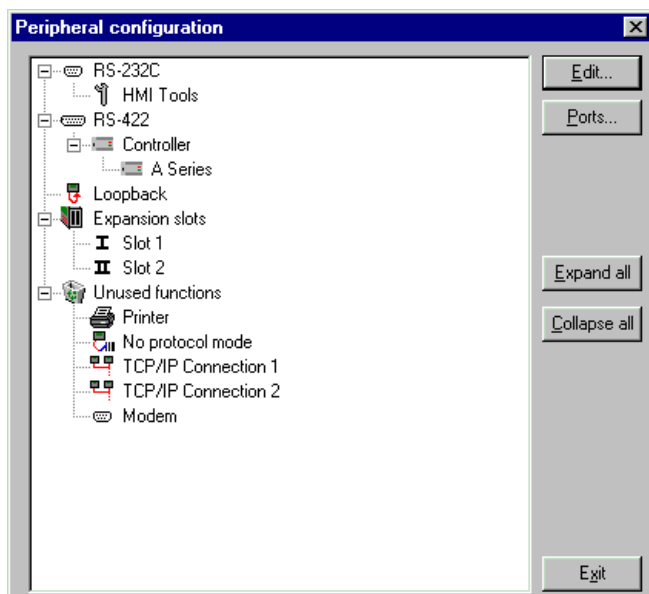 Peripheral configuration
RS-232C
HMI Tools
RS-422
Controller
A Series
Loopback
Expansion slots
I Slot 1
II Slot 2
Unused functions
Printer
No protocol mode
TCP/IP Connection 1
TCP/IP Connection 2
Modem
Edit...
Ports...
Expand all
Collapse all
Exit